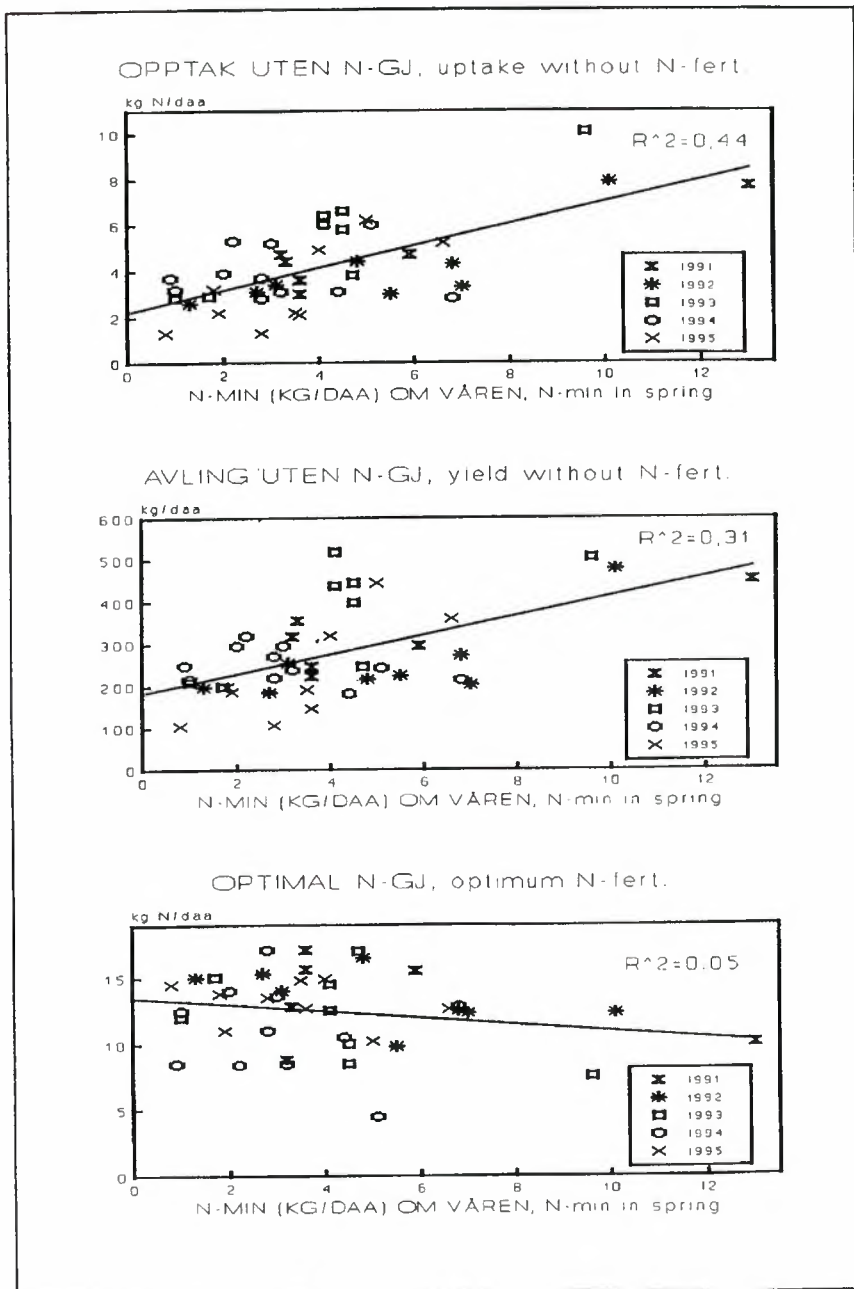 OPPTAK UTEN N-GJ, uptake without N-fert.
kg N/daa
R^2=0,44
10
8
6
4
2
0
1991
1992
1993
1994
1995
0 2 4 6 8 10 12
N-MIN (KG/DAA) OM VÅREN, N-min in spring
AVLING UTEN N-GJ, yield without N-fert.
kg/daa
R^2=0,31
600
500
400
300
200
100
0
1991
1992
1993
1994
1995
0 2 4 6 8 10 12
N-MIN (KG/DAA) OM VÅREN, N-min in spring
OPTIMAL N-GJ, optimum N-fert.
kg N/daa
R^2=0.05
15
10
5
0
1991
1992
1993
1994
1995
0 2 4 6 8 10 12
N-MIN (KG/DAA) OM VÅREN, N-min in spring